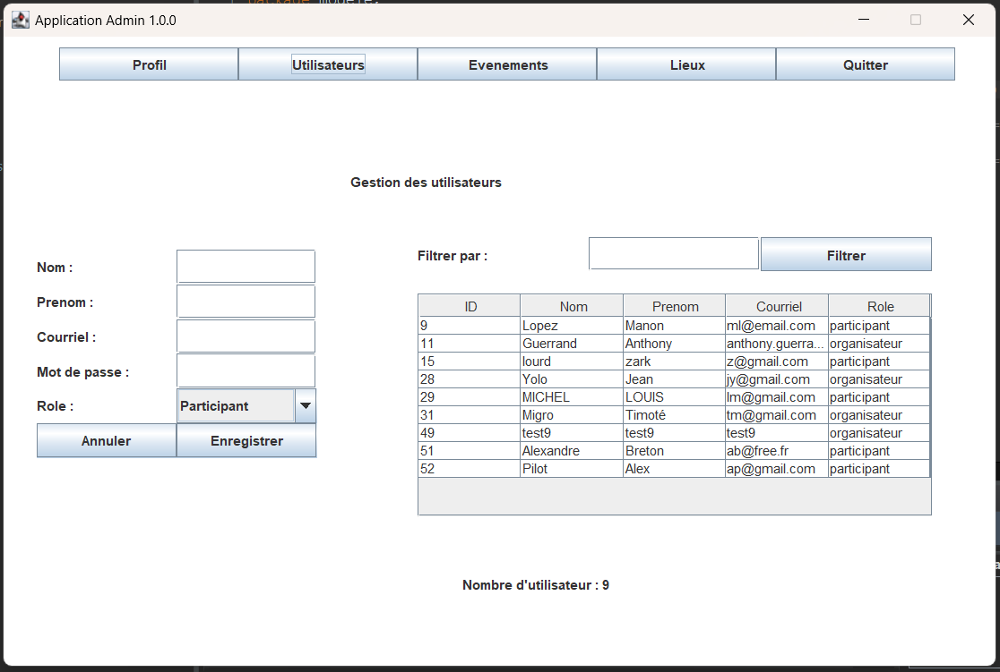 Application Admin 1.0.0
Profil Utilisateurs Evenements Lieux Quitter
Gestion des utilisateurs
Nom :
Prenom :
Courriel :
Mot de passe :
Role : Participant
Annuler Enregistrer
Filtrer par : Filtrer
ID Nom Prenom Courriel Role
9 Lopez Manon ml@email.com participant
11 Guerrand Anthony anthony.guerra... organisateur
15 lourd zark z@gmail.com participant
28 Yolo Jean jy@gmail.com organisateur
29 MICHEL LOUIS lm@gmail.com participant
31 Migro Timoté tm@gmail.com organisateur
49 test9 test9 test9 organisateur
51 Alexandre Breton ab@free.fr participant
52 Pilot Alex ap@gmail.com participant
Nombre d'utilisateur : 9